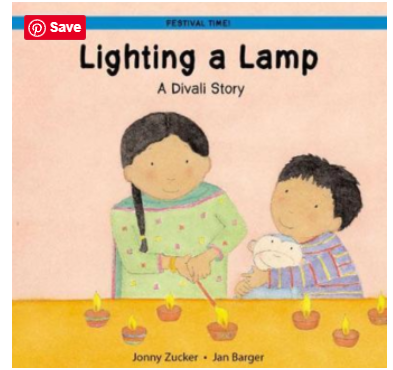 FESTIVAL TIME!
Save
Lighting a Lamp
A Divali Story
Jonny Zucker • Jan Barger